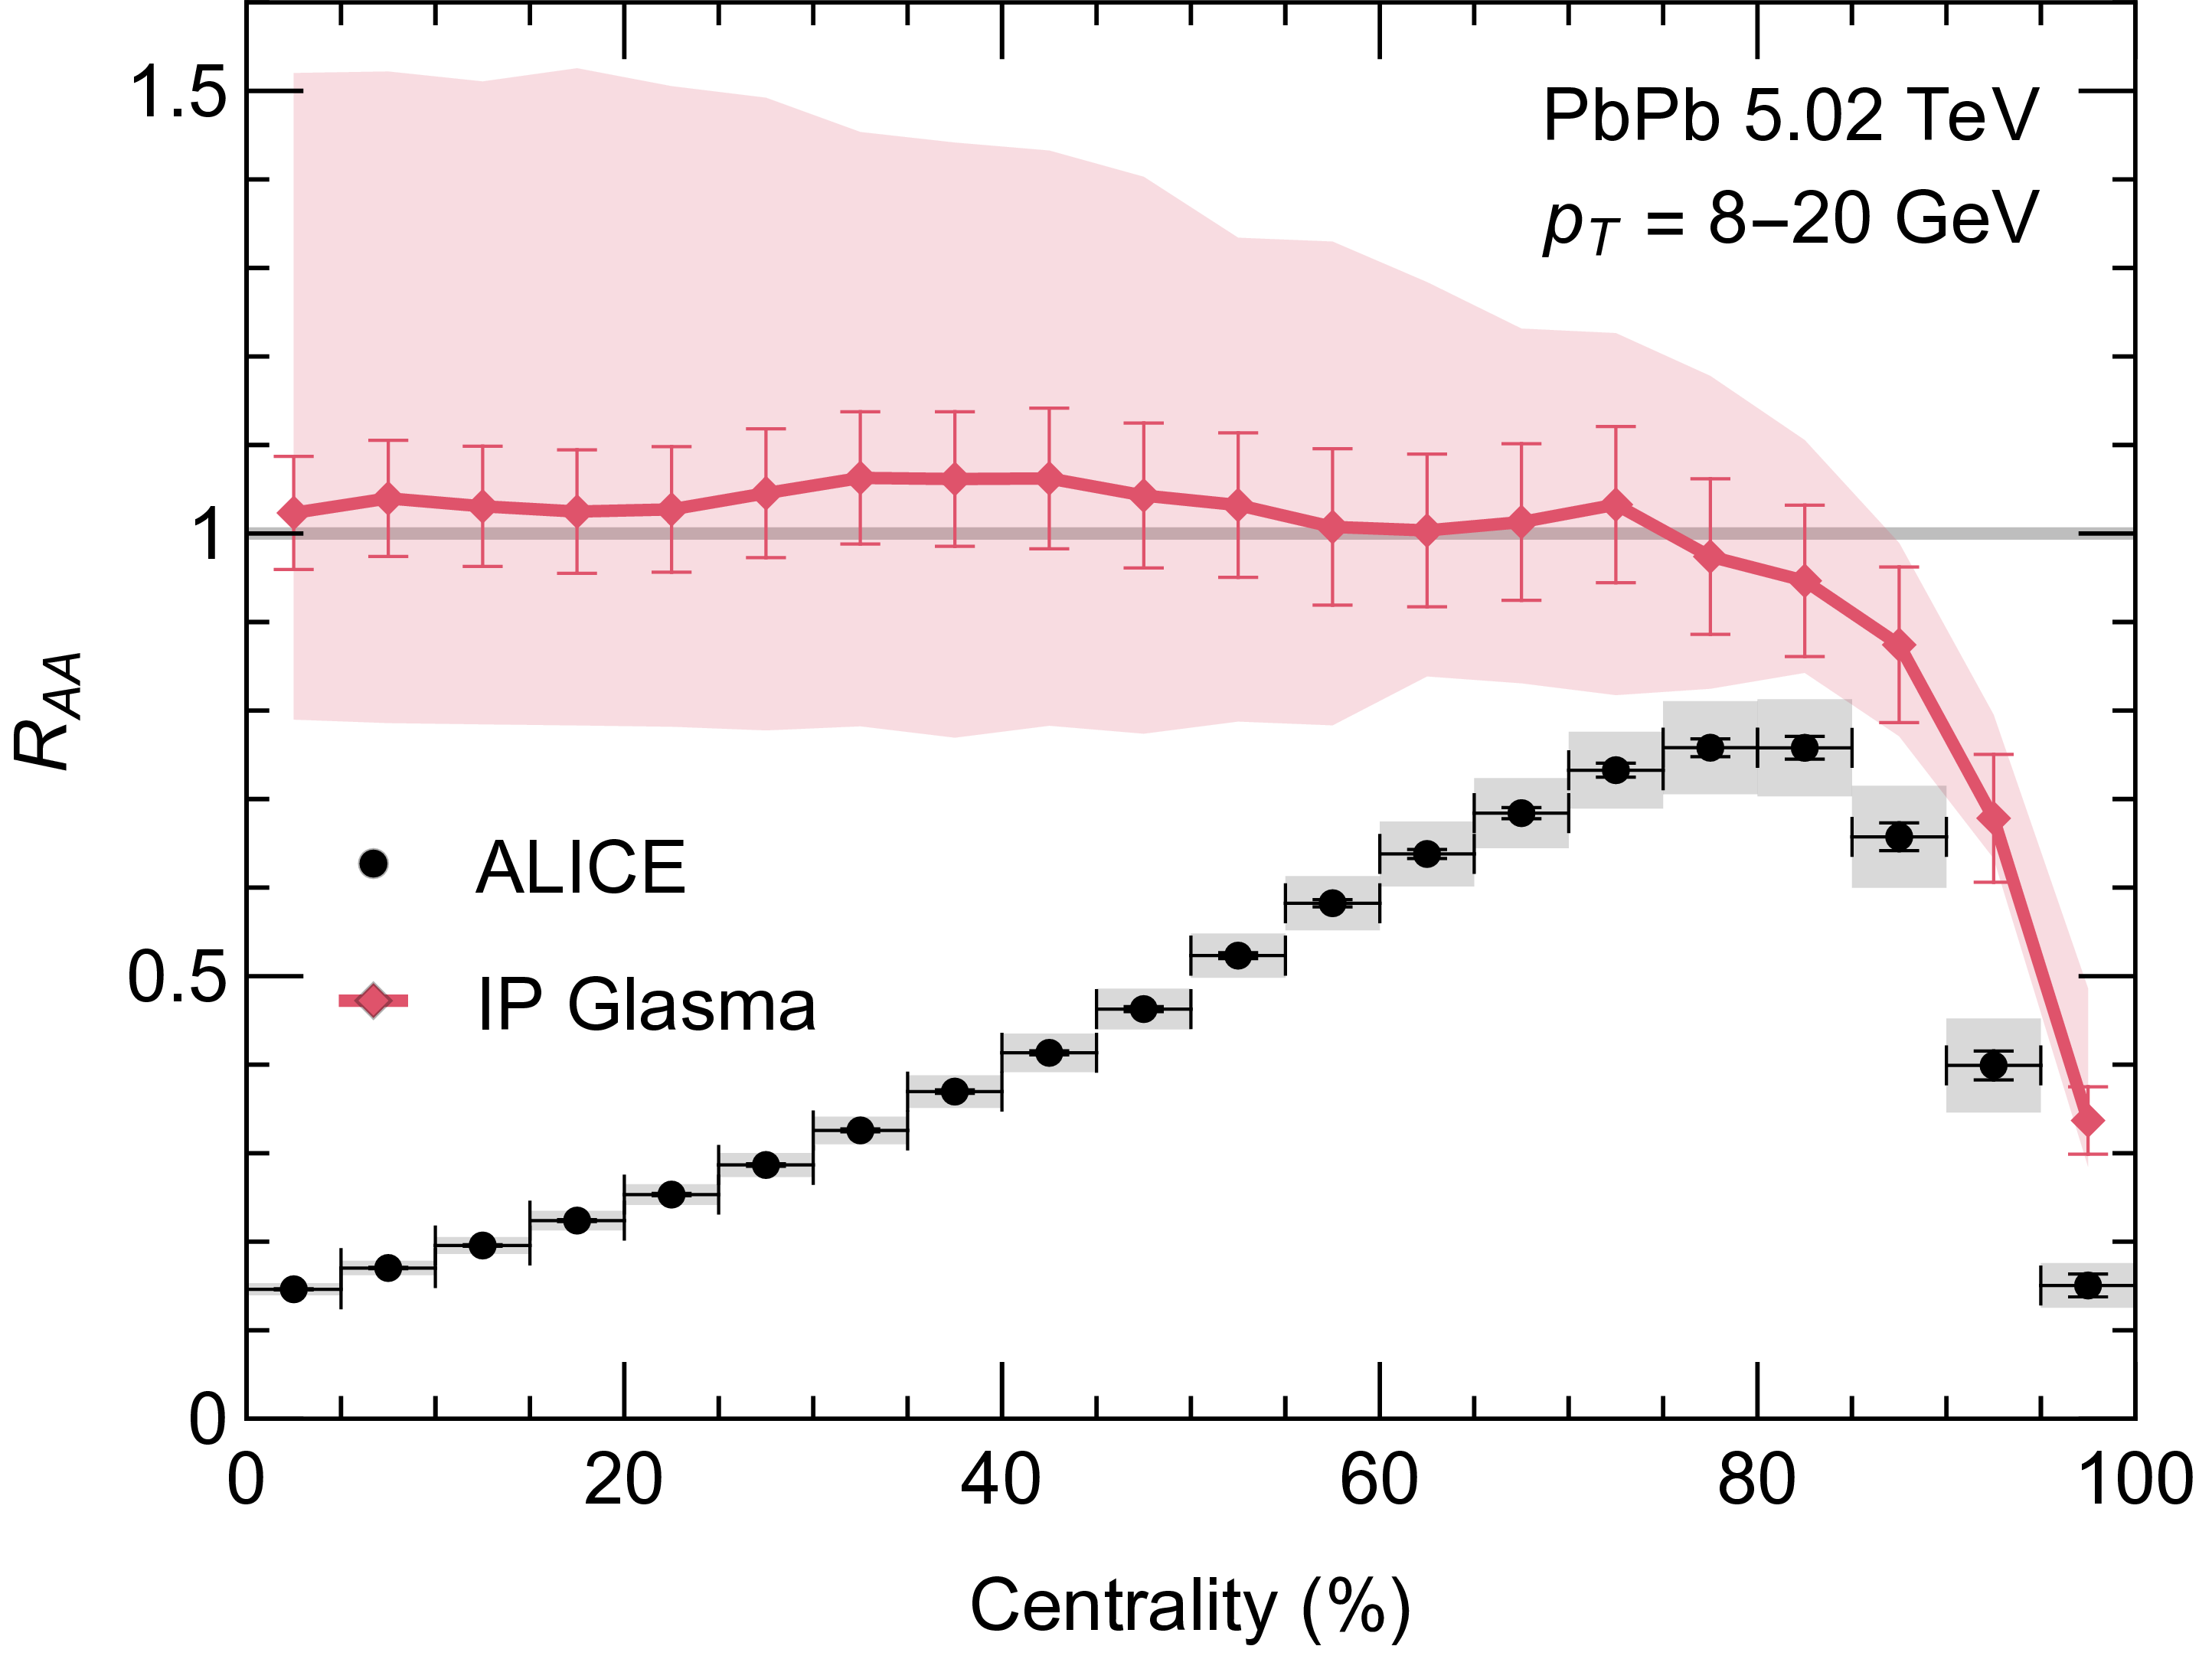 1.5
1
0.5
0
R_AA
PbPb 5.02 TeV
p_T = 8–20 GeV
ALICE
IP Glasma
0 20 40 60 80 100
Centrality (%)